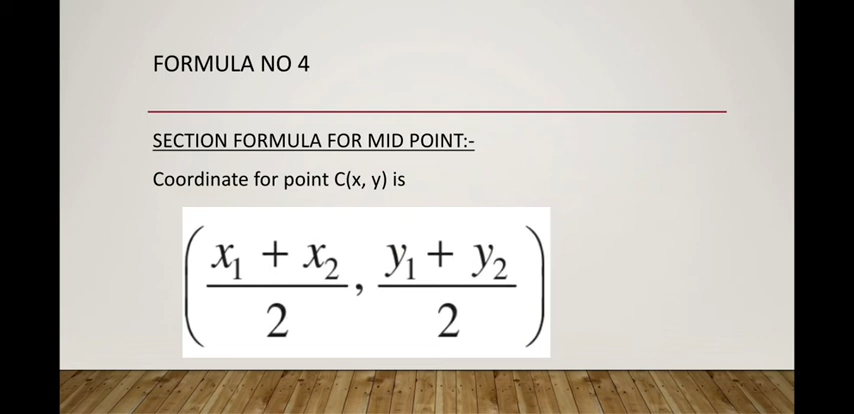 FORMULA NO 4
SECTION FORMULA FOR MID POINT:-
Coordinate for point C(x, y) is
(x₁ + x₂ / 2, y₁ + y₂ / 2)